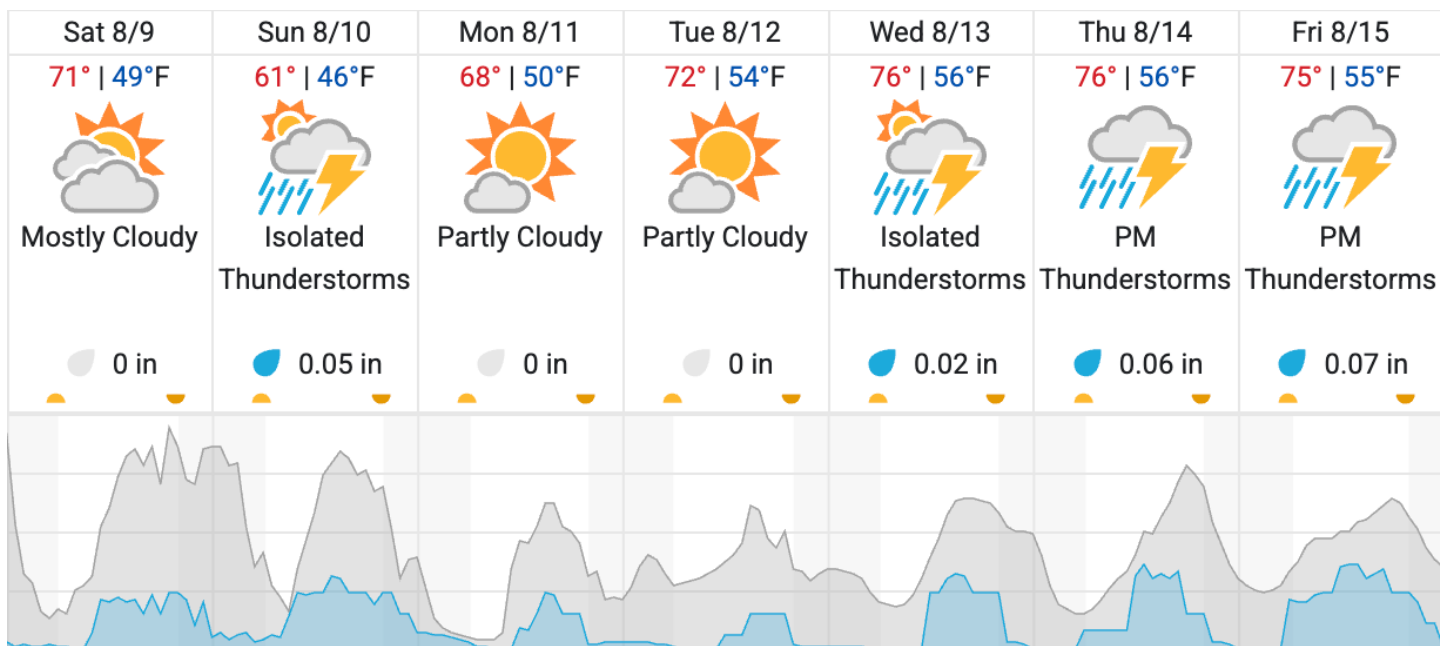 Sat 8/9
71° | 49°F
Mostly Cloudy
0 in
Sun 8/10
61° | 46°F
Isolated
Thunderstorms
0.05 in
Mon 8/11
68° | 50°F
Partly Cloudy
0 in
Tue 8/12
72° | 54°F
Partly Cloudy
0 in
Wed 8/13
76° | 56°F
Isolated
Thunderstorms
0.02 in
Thu 8/14
76° | 56°F
PM
Thunderstorms
0.06 in
Fri 8/15
75° | 55°F
PM
Thunderstorms
0.07 in